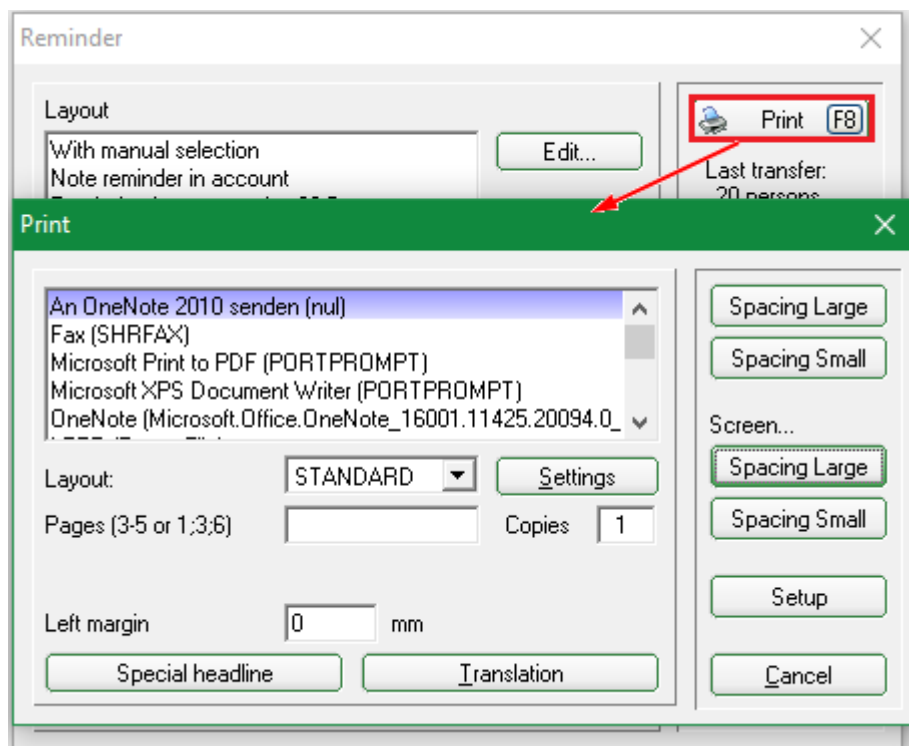 Reminder
Layout
With manual selection
Note reminder in account
Edit...
Print F8
Last transfer:
20 persons
Print
An OneNote 2010 senden (nul)
Fax (SHRFAX)
Microsoft Print to PDF (PORTPROMPT)
Microsoft XPS Document Writer (PORTPROMPT)
OneNote (Microsoft.Office.OneNote_16001.11425.20094.0_
Layout:
STANDARD
Settings
Pages (3-5 or 1;3;6)
Copies
1
Left margin
0
mm
Special headline
Translation
Spacing Large
Spacing Small
Screen...
Spacing Large
Spacing Small
Setup
Cancel